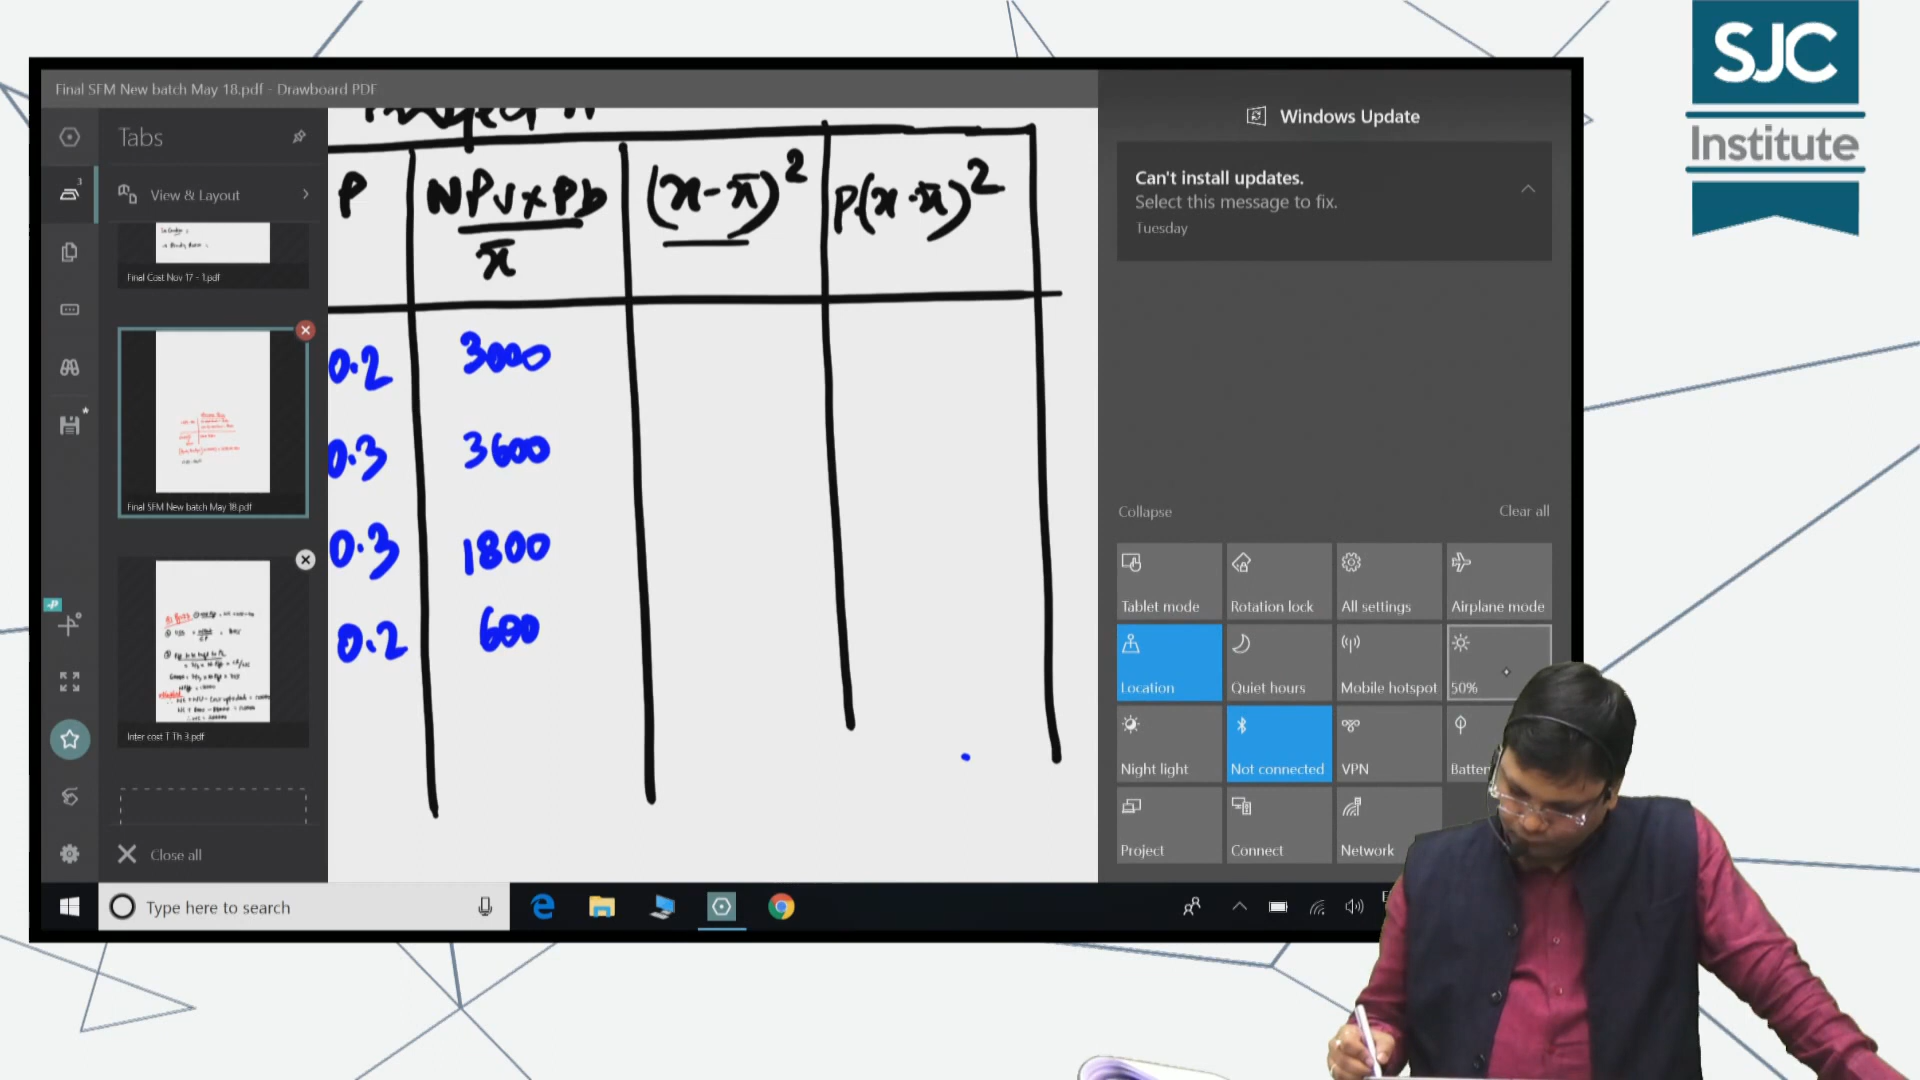 SJC
Institute
Final SFM New batch May 18.pdf - Drawboard PDF
Tabs
View & Layout
Final Cost Nov 17 - 1.pdf
Final SFM New batch May 18.pdf
Inter cost T Th 3.pdf
Close all
3
P
P NPV×Pb (x-x̄)² P(x-x̄)²
x̄
0.2 3000
0.3 3600
0.3 1800
0.2 600
Windows Update
Can't install updates.
Select this message to fix.
Tuesday
Collapse Clear all
Tablet mode Rotation lock All settings Airplane mode
Location Quiet hours Mobile hotspot 50%
Night light Not connected VPN
Project Connect Network
Type here to search